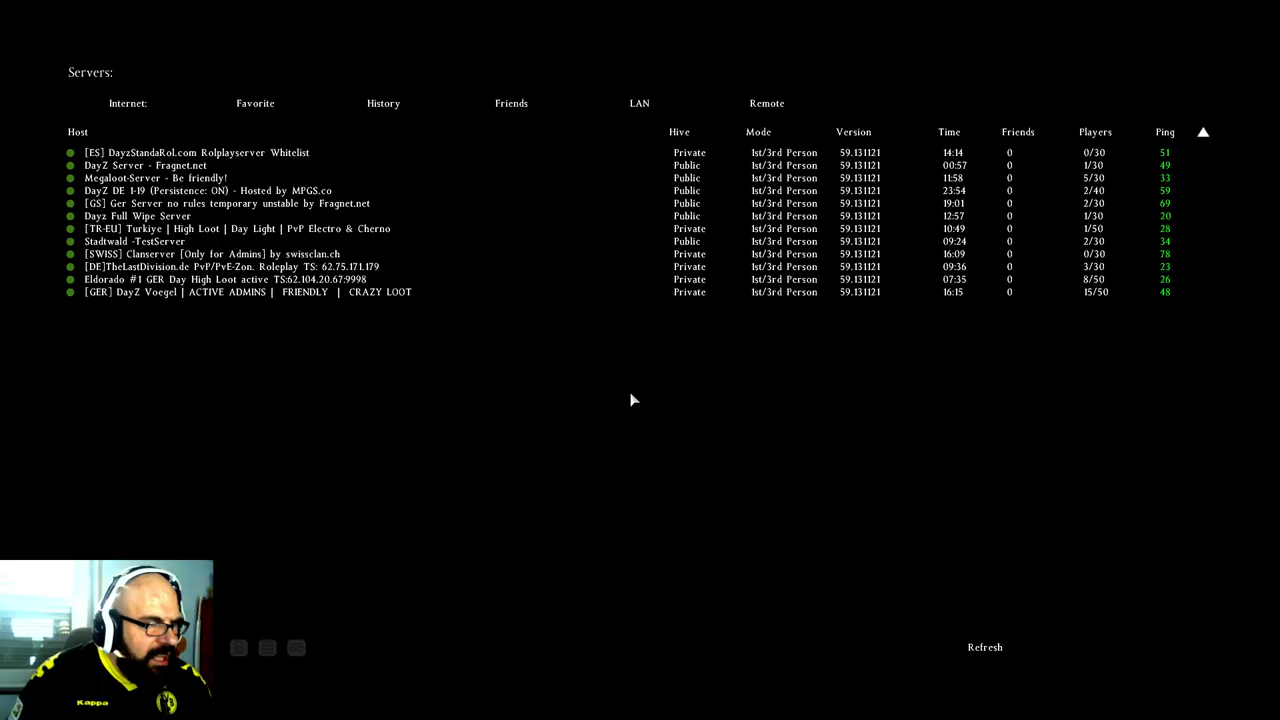 Servers:
Internet: Favorite History Friends LAN Remote
Host Hive Mode Version Time Friends Players Ping
[ES] DayzStandaRol.com Rolplayserver Whitelist Private 1st/3rd Person 59.131121 14:14 0 0/30 51
DayZ Server - Fragnet.net Public 1st/3rd Person 59.131121 00:57 0 1/30 49
Megaloot-Server - Be friendly! Public 1st/3rd Person 59.131121 11:58 0 5/30 33
DayZ DE 1-19 (Persistence: ON) - Hosted by MPGS.co Public 1st/3rd Person 59.131121 23:54 0 2/40 59
[GS] Ger Server no rules temporary unstable by Fragnet.net Public 1st/3rd Person 59.131121 19:01 0 2/30 69
Dayz Full Wipe Server Public 1st/3rd Person 59.131121 12:57 0 1/30 20
[TR-EU] Turkiye | High Loot | Day Light | PvP Electro & Cherno Private 1st/3rd Person 59.131121 10:49 0 1/50 28
Stadtwald -TestServer Public 1st/3rd Person 59.131121 09:24 0 2/30 34
[SWISS] Clanserver [Only for Admins] by swissclan.ch Private 1st/3rd Person 59.131121 16:09 0 0/30 78
[DE]TheLastDivision.de PvP/PvE-Zon. Roleplay TS: 62.75.171.179 Private 1st/3rd Person 59.131121 09:36 0 3/30 23
Eldorado #1 GER Day High Loot active TS:62.104.20.67:9998 Private 1st/3rd Person 59.131121 07:35 0 8/50 26
[GER] DayZ Voegel | ACTIVE ADMINS | FRIENDLY | CRAZY LOOT Private 1st/3rd Person 59.131121 16:15 0 15/50 48
Refresh
Kappa